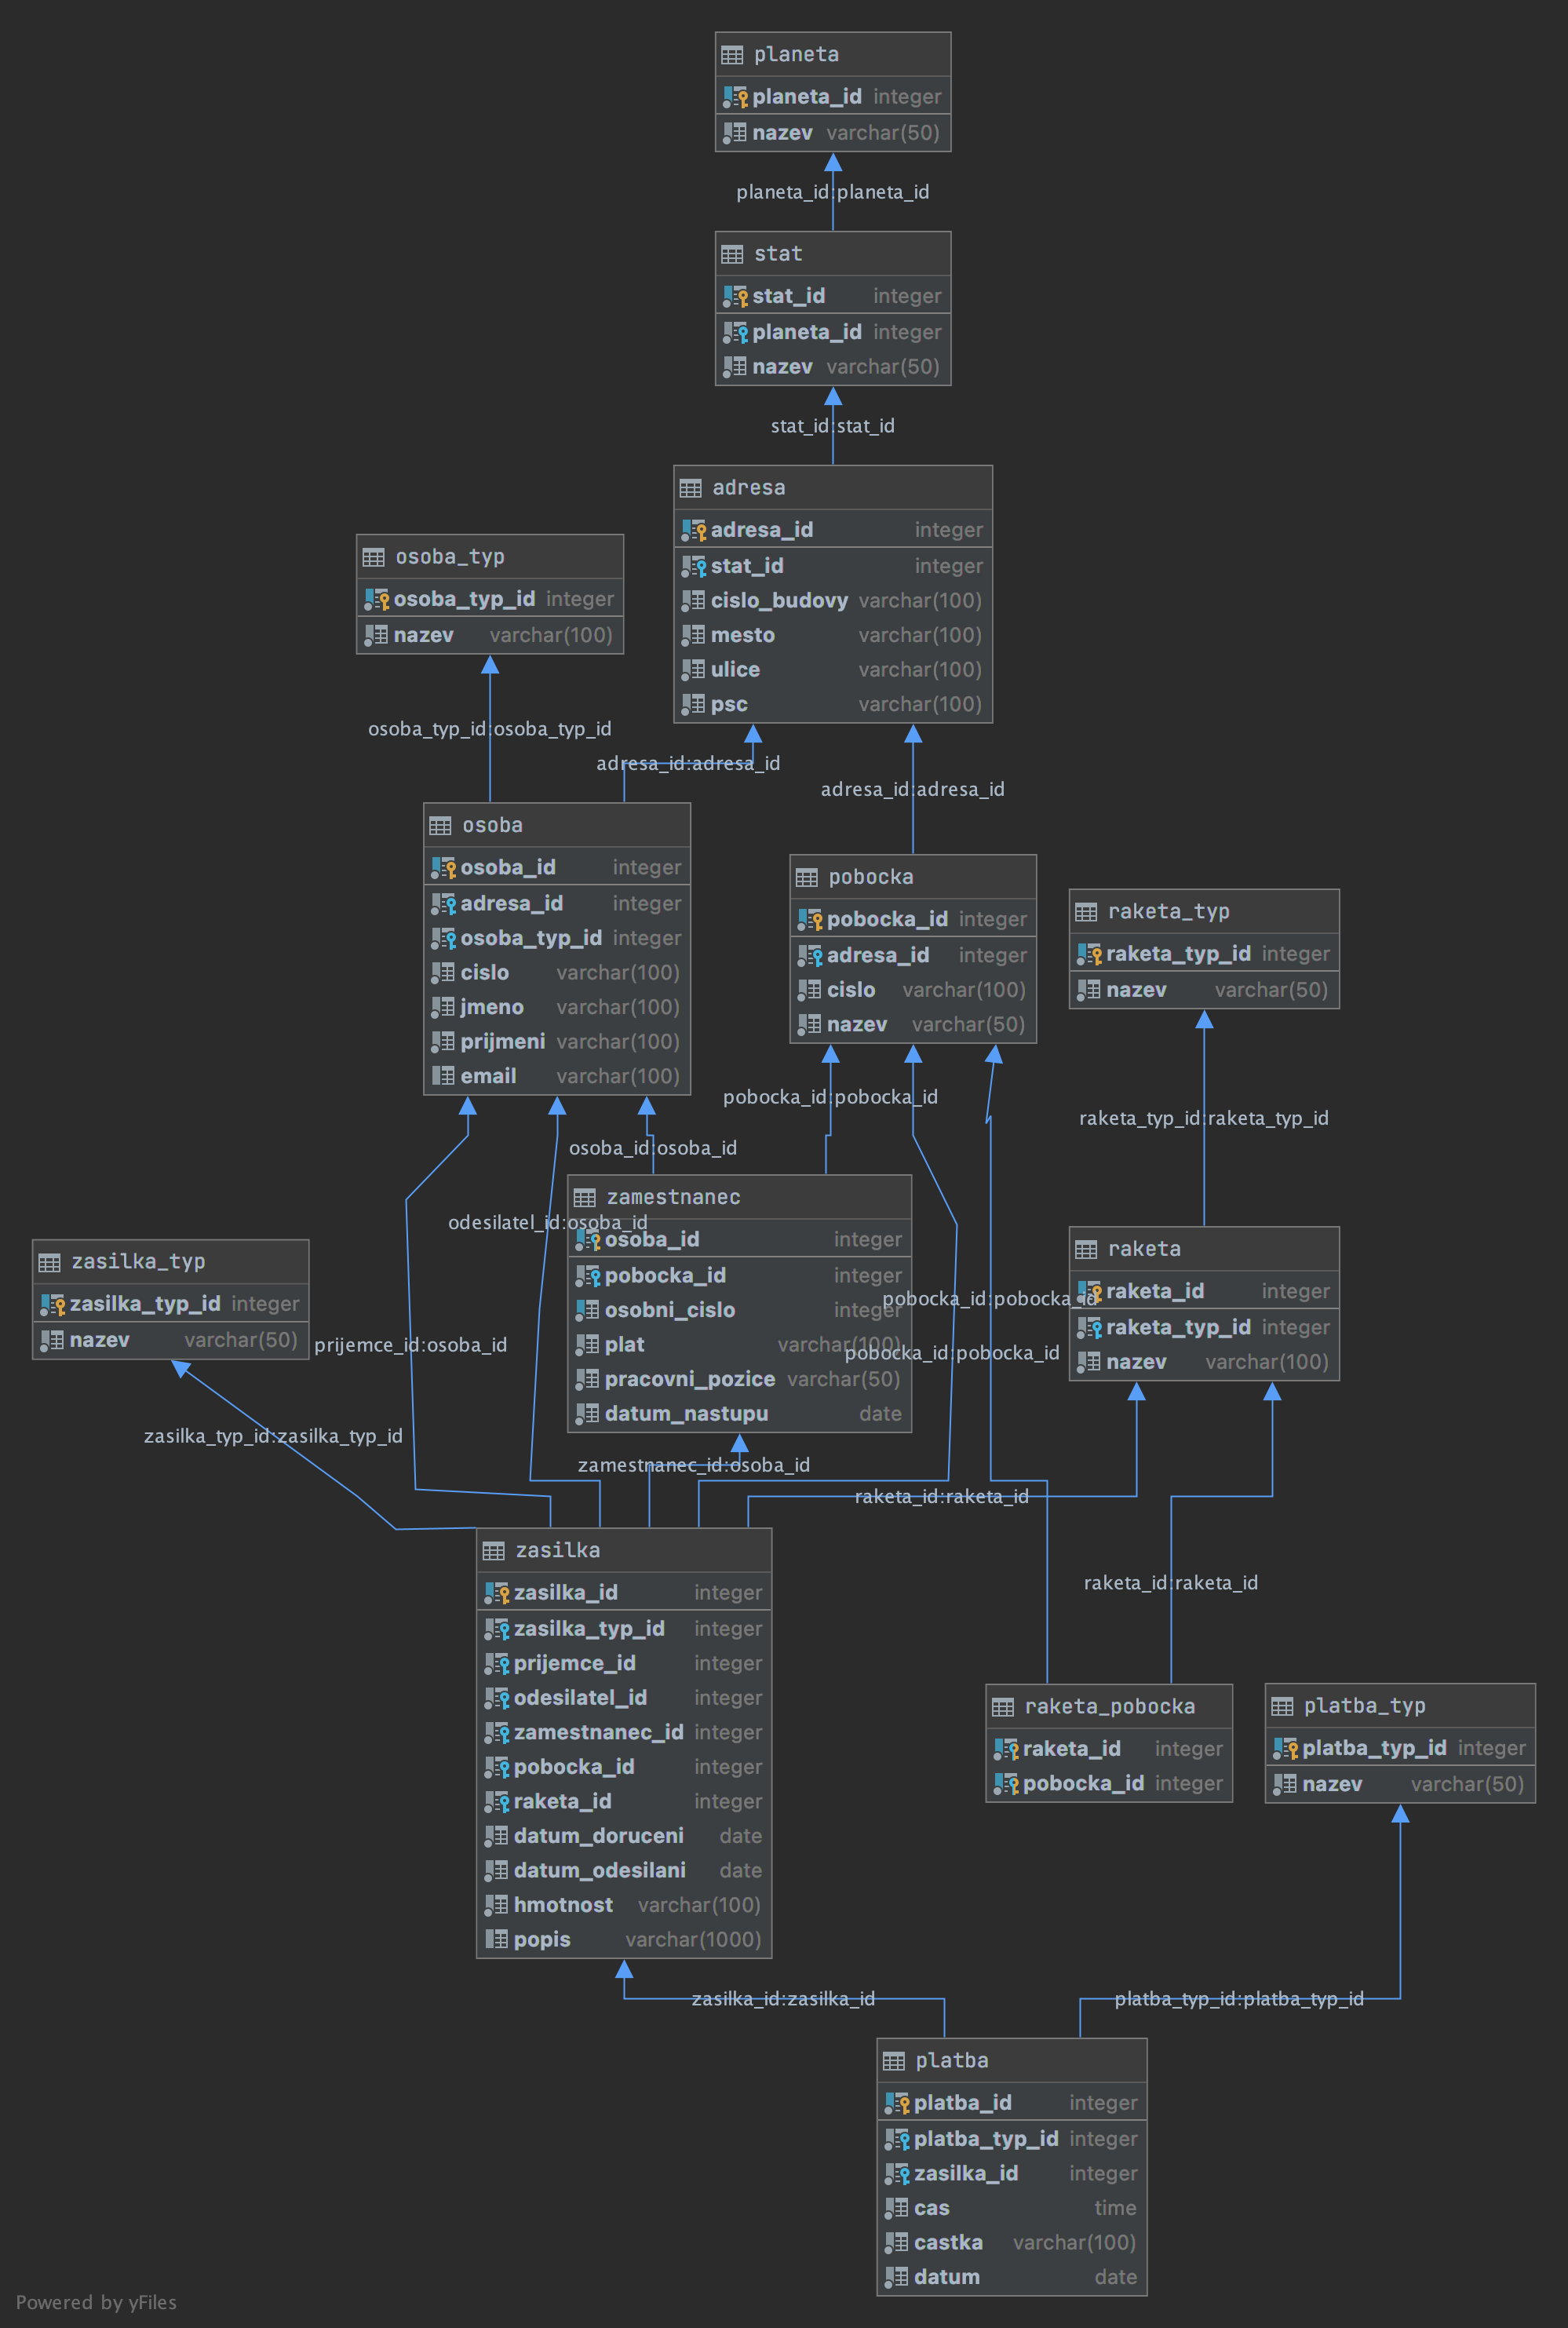 planeta
planeta_id integer
nazev varchar(50)
planeta_id:planeta_id
stat
stat_id integer
planeta_id integer
nazev varchar(50)
stat_id:stat_id
adresa
adresa_id integer
stat_id integer
cislo_budovy varchar(100)
mesto varchar(100)
ulice varchar(100)
psc varchar(100)
osoba_typ
osoba_typ_id integer
nazev varchar(100)
osoba_typ_id:osoba_typ_id
adresa_id:adresa_id
adresa_id:adresa_id
osoba
osoba_id integer
adresa_id integer
osoba_typ_id integer
cislo varchar(100)
jmeno varchar(100)
prijmeni varchar(100)
email varchar(100)
pobocka
pobocka_id integer
adresa_id integer
cislo varchar(100)
nazev varchar(50)
raketa_typ
raketa_typ_id integer
nazev varchar(50)
pobocka_id:pobocka_id
raketa_typ_id:raketa_typ_id
osoba_id:osoba_id
odesilatel_id:osoba_id
zamestnanec
osoba_id integer
pobocka_id integer
osobni_cislo integer
plat varchar(100)
pracovni_pozice varchar(50)
datum_nastupu date
pobocka_id:pobocka_id
pobocka_id:pobocka_id
raketa
raketa_id integer
raketa_typ_id integer
nazev varchar(100)
zasilka_typ
zasilka_typ_id integer
nazev varchar(50)
prijemce_id:osoba_id
zasilka_typ_id:zasilka_typ_id
zamestnanec_id:osoba_id
raketa_id:raketa_id
raketa_id:raketa_id
zasilka
zasilka_id integer
zasilka_typ_id integer
prijemce_id integer
odesilatel_id integer
zamestnanec_id integer
pobocka_id integer
raketa_id integer
datum_doruceni date
datum_odesilani date
hmotnost varchar(100)
popis varchar(1000)
raketa_pobocka
raketa_id integer
pobocka_id integer
platba_typ
platba_typ_id integer
nazev varchar(50)
zasilka_id:zasilka_id
platba_typ_id:platba_typ_id
platba
platba_id integer
platba_typ_id integer
zasilka_id integer
cas time
castka varchar(100)
datum date
Powered by yFiles